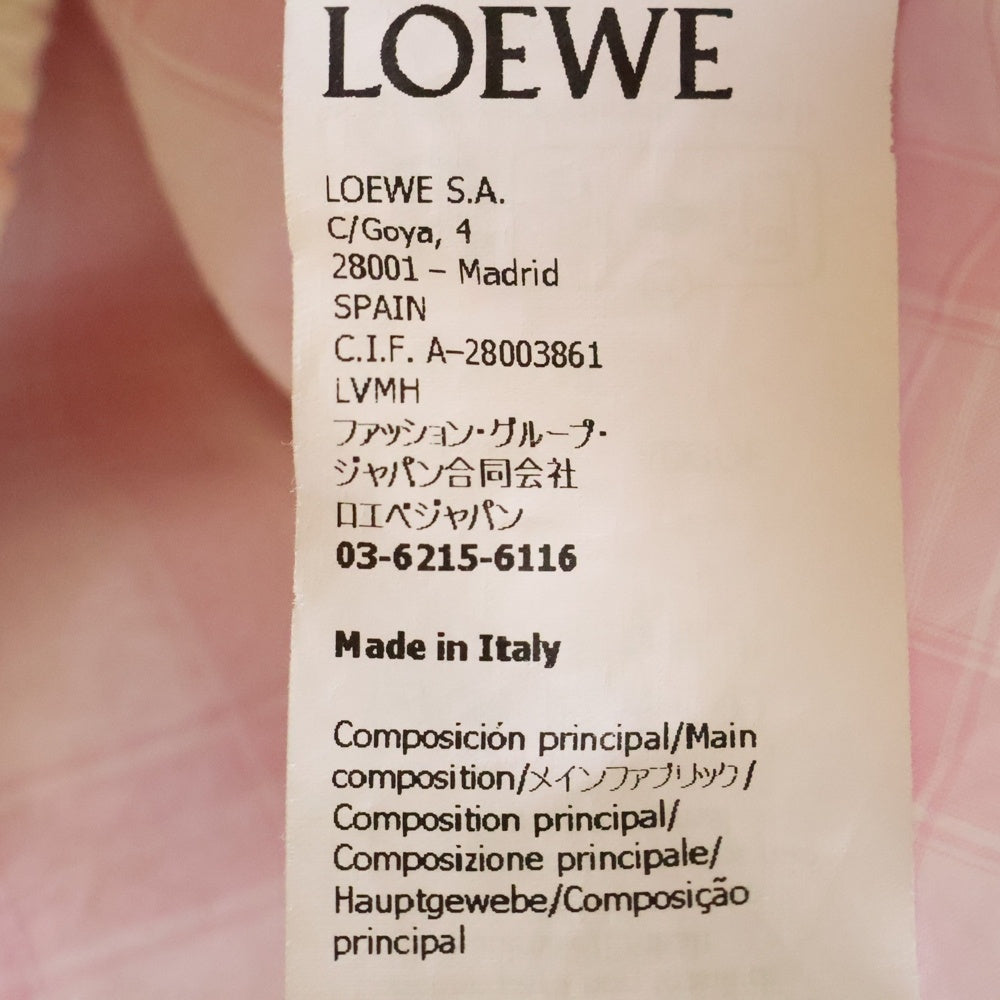 LOEWE
LOEWE S.A.
C/Goya, 4
28001 – Madrid
SPAIN
C.I.F. A–28003861
LVMH
ファッション・グループ・
ジャパン合同会社
ロエベジャパン
03-6215-6116
Made in Italy
Composición principal/Main
composition/メインファブリック/
Composition principal/
Composizione principale/
Hauptgewebe/Composição
principal